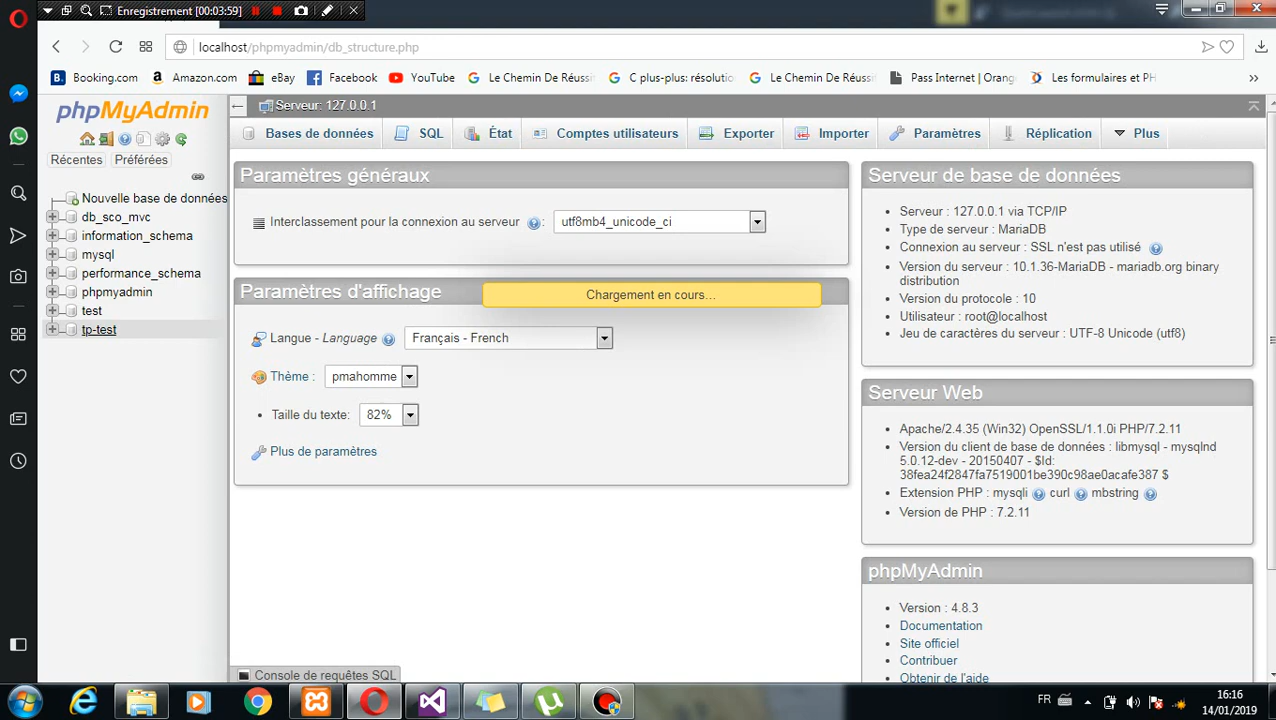 Enregistrement [00:03:59]
localhost/phpmyadmin/db_structure.php
Booking.com
Amazon.com
eBay
Facebook
YouTube
Le Chemin De Réuss
C plus-plus: résolutio
Le Chemin De Réuss
Pass Internet | Orang
Les formulaires et PH
phpMyAdmin
Récentes
Préférées
Nouvelle base de données
db_sco_mvc
information_schema
mysql
performance_schema
phpmyadmin
test
tp-test
Serveur: 127.0.0.1
Bases de données
SQL
État
Comptes utilisateurs
Exporter
Importer
Paramètres
Réplication
Plus
Paramètres généraux
Interclassement pour la connexion au serveur : utf8mb4_unicode_ci
Paramètres d'affichage
Chargement en cours...
Langue - Language Français - French
Thème : pmahomme
• Taille du texte: 82%
Plus de paramètres
Console de requêtes SQL
Serveur de base de données
• Serveur : 127.0.0.1 via TCP/IP
• Type de serveur : MariaDB
• Connexion au serveur : SSL n'est pas utilisé
• Version du serveur : 10.1.36-MariaDB - mariadb.org binary
distribution
• Version du protocole : 10
• Utilisateur : root@localhost
• Jeu de caractères du serveur : UTF-8 Unicode (utf8)
Serveur Web
• Apache/2.4.35 (Win32) OpenSSL/1.1.0i PHP/7.2.11
• Version du client de base de données : libmysql - mysqlnd
5.0.12-dev - 20150407 - $Id:
38fea24f2847fa7519001be390c98ae0acafe387 $
• Extension PHP : mysqli curl mbstring
• Version de PHP : 7.2.11
phpMyAdmin
• Version : 4.8.3
• Documentation
• Site officiel
• Contribuer
• Obtenir de l'aide
FR
16:16
14/01/2019